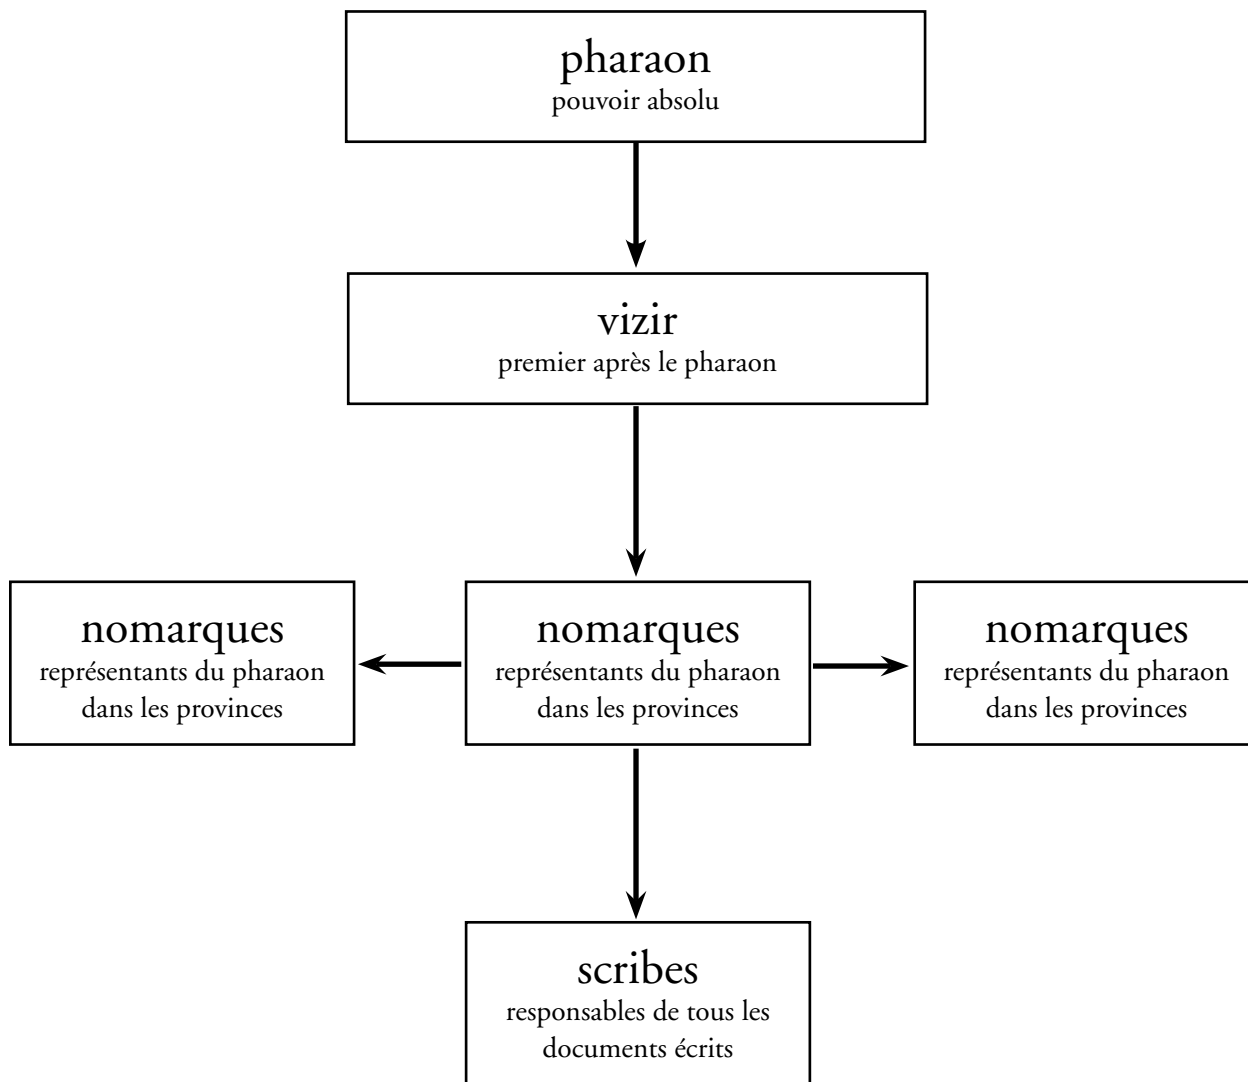 pharaon
pouvoir absolu
vizir
premier après le pharaon
nomarques
représentants du pharaon
dans les provinces
nomarques
représentants du pharaon
dans les provinces
nomarques
représentants du pharaon
dans les provinces
scribes
responsables de tous les
documents écrits